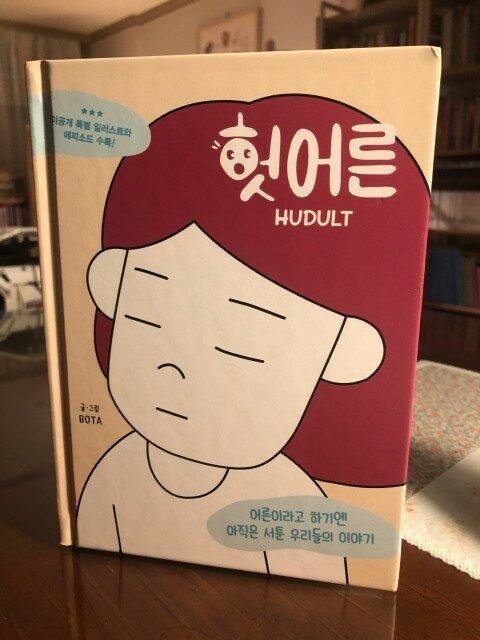 ★★★
미공개 특별 일러스트와
에피소드 수록!
헛어른
HUDULT
글·그림
BOTA
어른이라고 하기엔
아직은 서툰 우리들의 이야기